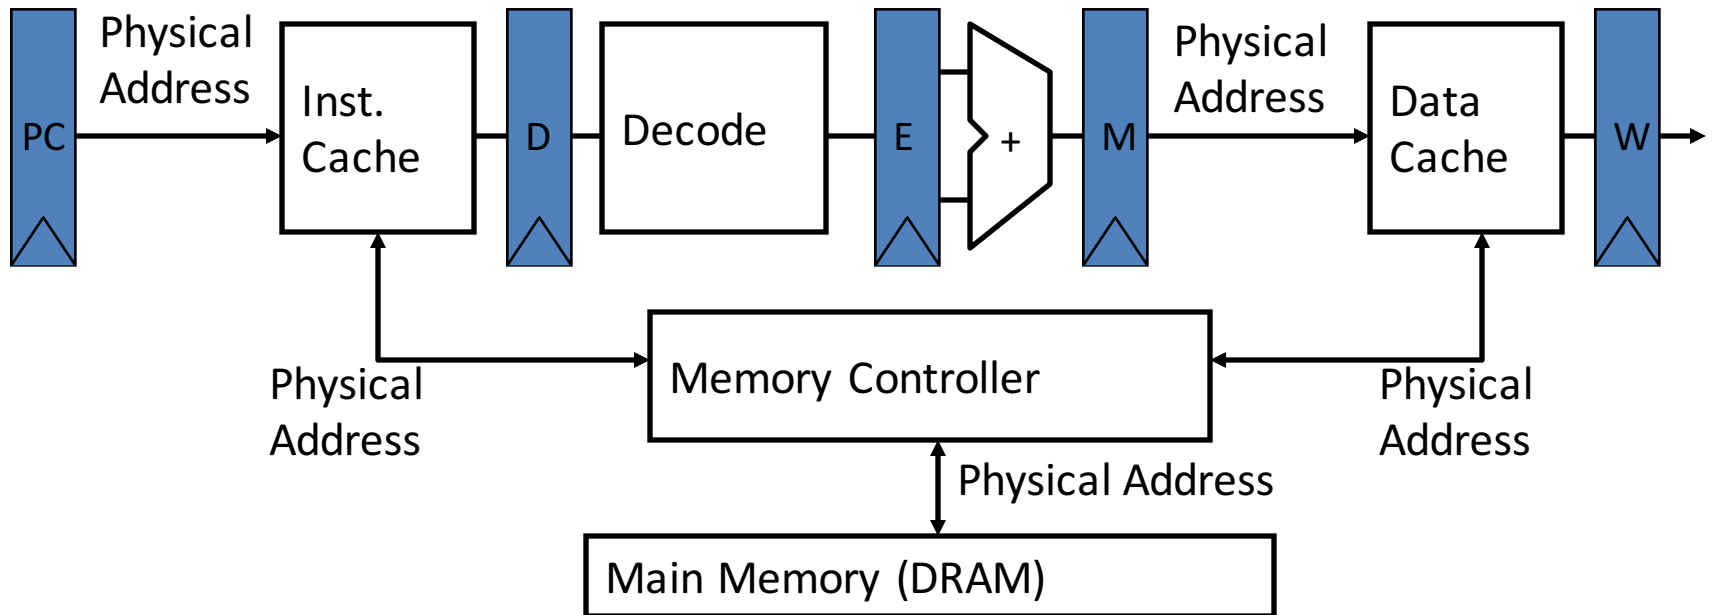 PC
Physical
Address
Inst.
Cache
D
Decode
E
+
M
Physical
Address
Data
Cache
W
Physical
Address
Memory Controller
Physical
Address
Physical Address
Main Memory (DRAM)